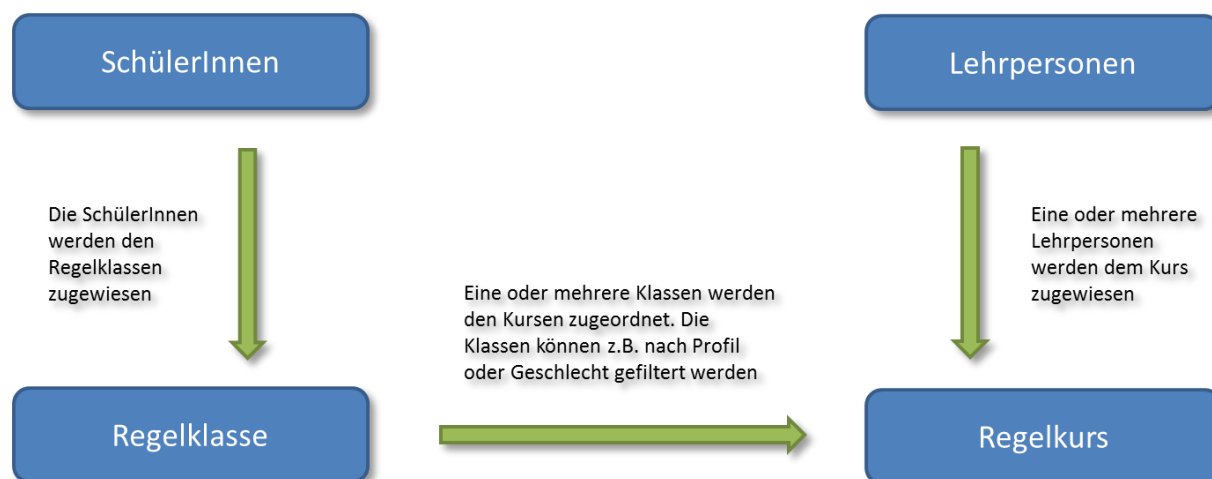 SchülerInnen
Lehrpersonen
Die SchülerInnen
werden den
Regelklassen
zugewiesen
Eine oder mehrere
Lehrpersonen
werden dem Kurs
zugewiesen
Eine oder mehrere Klassen werden
den Kursen zugeordnet. Die
Klassen können z.B. nach Profil
oder Geschlecht gefiltert werden
Regelklasse
Regelkurs